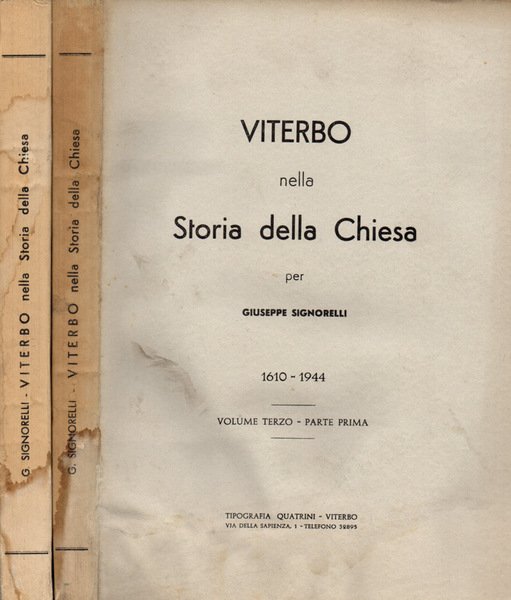 G. SIGNORELLI - VITERBO nella Storia della Chiesa
G. SIGNORELLI - VITERBO nella Storia della Chiesa
VITERBO
nella
Storia della Chiesa
per
GIUSEPPE SIGNORELLI
1610 - 1944
VOLUME TERZO - PARTE PRIMA
TIPOGRAFIA QUATRINI - VITERBO
VIA DELLA SAPIENZA, 1 - TELEFONO 32895